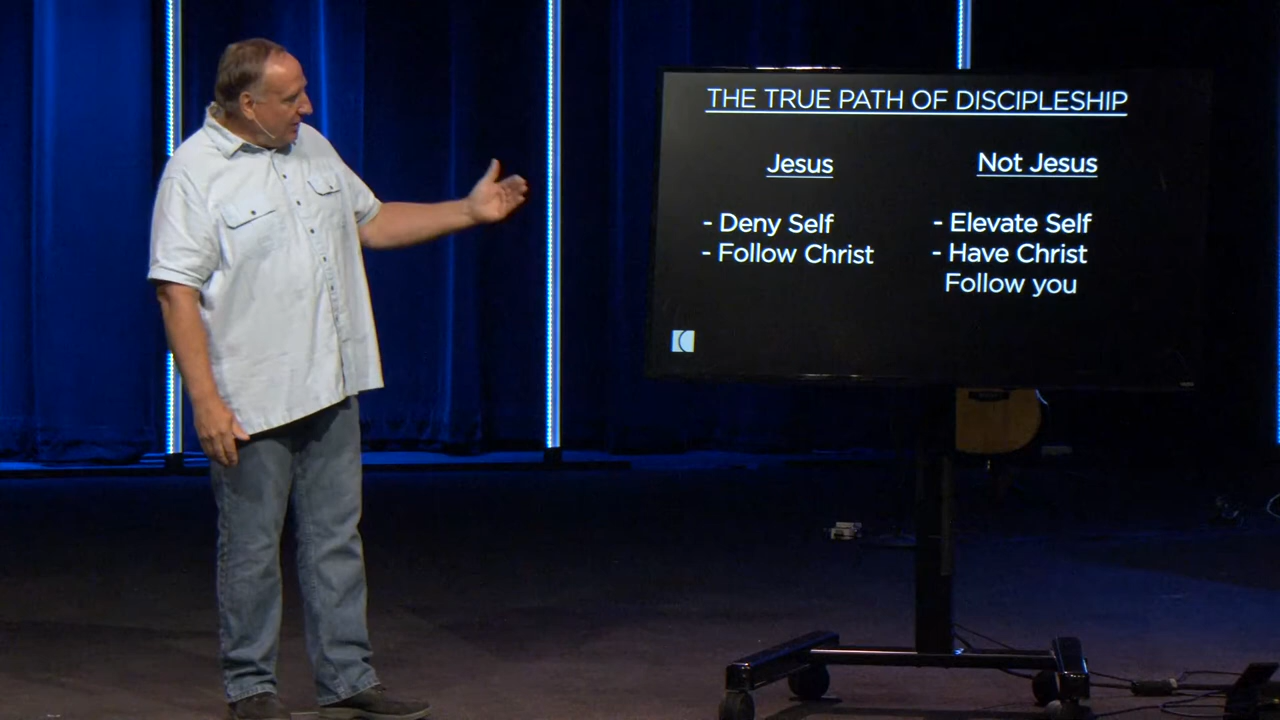 THE TRUE PATH OF DISCIPLESHIP
Jesus
- Deny Self
- Follow Christ
Not Jesus
- Elevate Self
- Have Christ
Follow you